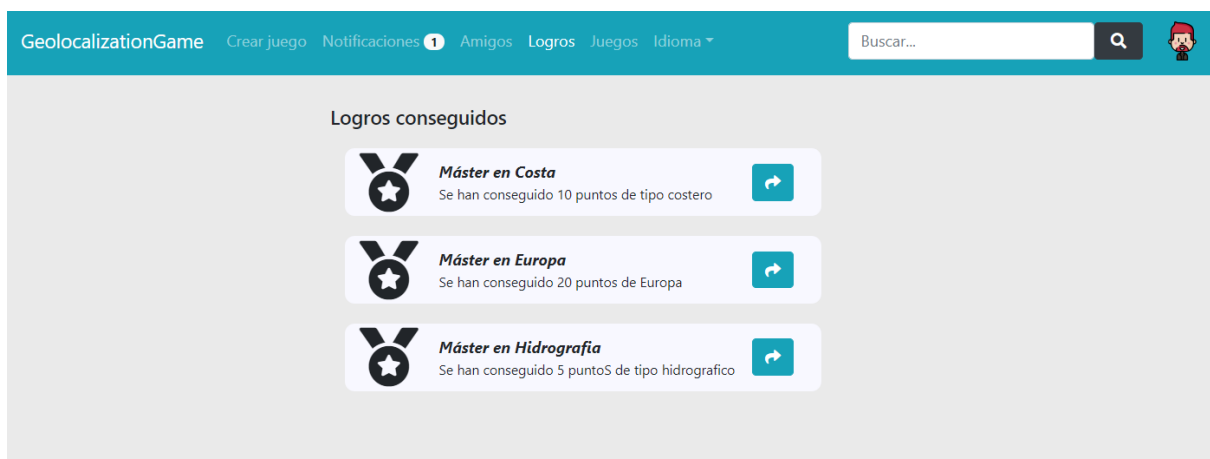 GeolocalizationGame Crear juego Notificaciones 1 Amigos Logros Juegos Idioma Buscar...
Logros conseguidos
Máster en Costa
Se han conseguido 10 puntos de tipo costero
Máster en Europa
Se han conseguido 20 puntos de Europa
Máster en Hidrografia
Se han conseguido 5 puntoS de tipo hidrografico